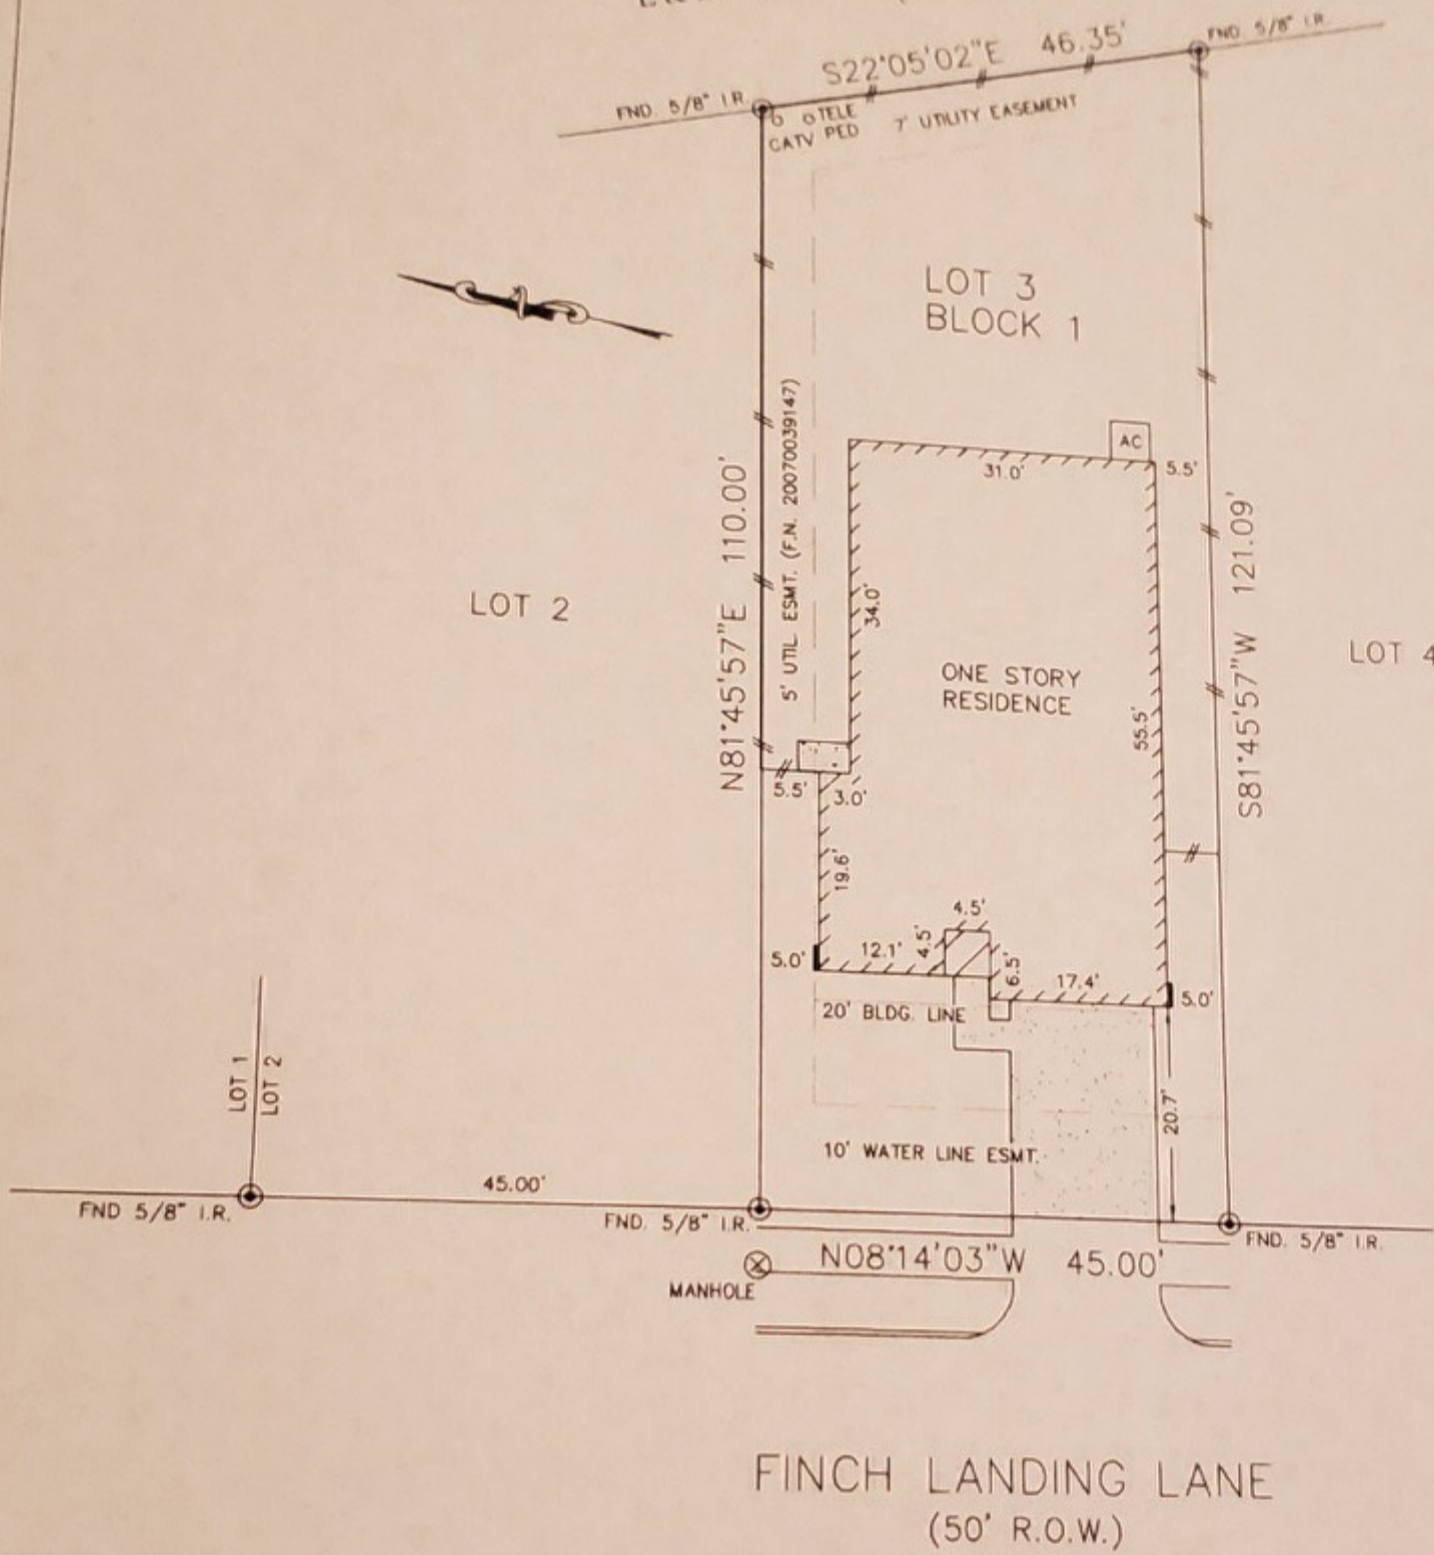 S22°05'02"E 46.35'
FND. 5/8" I.R.
FND. 5/8" I.R.
TELE
CATV PED
7' UTILITY EASEMENT
LOT 3
BLOCK 1
AC
31.0'
5.5'
5' UTIL. ESMT. (F.N. 20070039147)
N81°45'57"E 110.00'
S81°45'57"W 121.09'
34.0'
LOT 2
LOT 4
ONE STORY
RESIDENCE
55.5'
5.5'
3.0'
19.6'
4.5'
4.5'
12.1'
5.0'
6.5'
17.4'
5.0'
20' BLDG. LINE
LOT 1
LOT 2
20.7'
10' WATER LINE ESMT.
45.00'
FND 5/8" I.R.
FND. 5/8" I.R.
FND. 5/8" I.R.
N08°14'03"W 45.00'
MANHOLE
FINCH LANDING LANE
(50' R.O.W.)